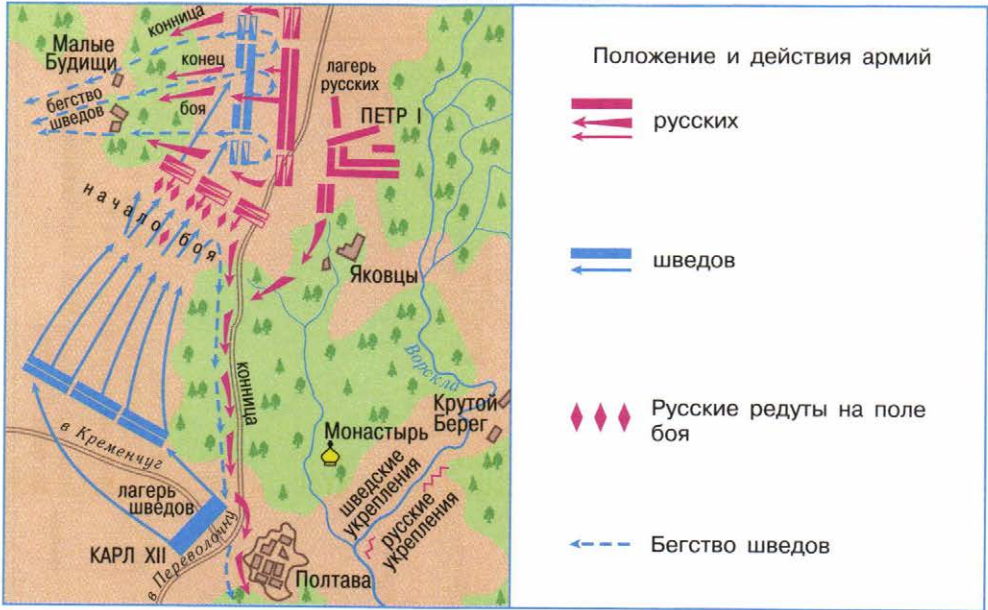 конница
Малые
Будищи
конец
боя
бегство
шведов
лагерь
русских
ПЕТР I
начало боя
Яковцы
Ворскла
Крутой
Берег
конница
Монастырь
шведские
укрепления
русские
укрепления
в Кременчуг
лагерь
шведов
КАРЛ XII
в Переволочну
Полтава
Положение и действия армий
русских
шведов
Русские редуты на поле
боя
Бегство шведов